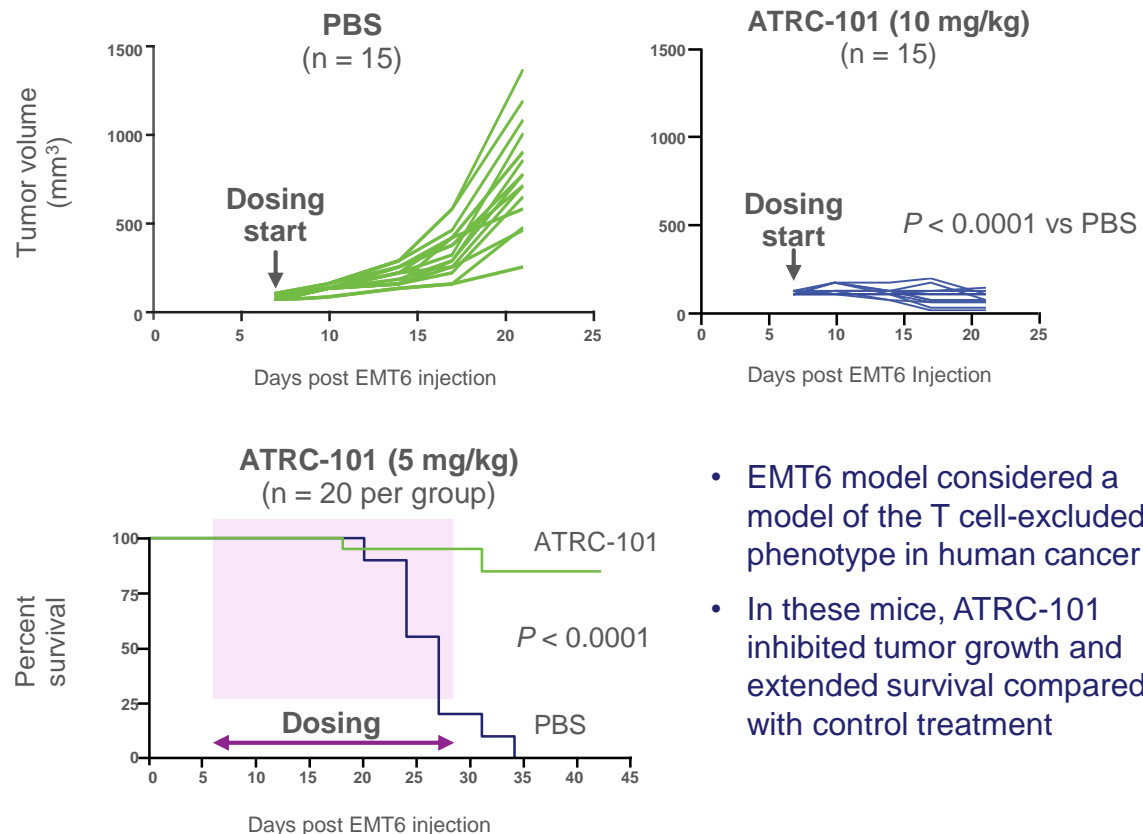 PBS
(n = 15)
Tumor volume
(mm³)
1500
1000
500
0
Dosing
start
0 5 10 15 20 25
Days post EMT6 injection
ATRC-101 (10 mg/kg)
(n = 15)
1500
1000
500
0
Dosing
start
P < 0.0001 vs PBS
0 5 10 15 20 25
Days post EMT6 Injection
ATRC-101 (5 mg/kg)
(n = 20 per group)
Percent
survival
100
75
50
25
0
ATRC-101
P < 0.0001
PBS
Dosing
0 5 10 15 20 25 30 35 40 45
Days post EMT6 injection
• EMT6 model considered a
model of the T cell-excluded
phenotype in human cancer
• In these mice, ATRC-101
inhibited tumor growth and
extended survival compared
with control treatment